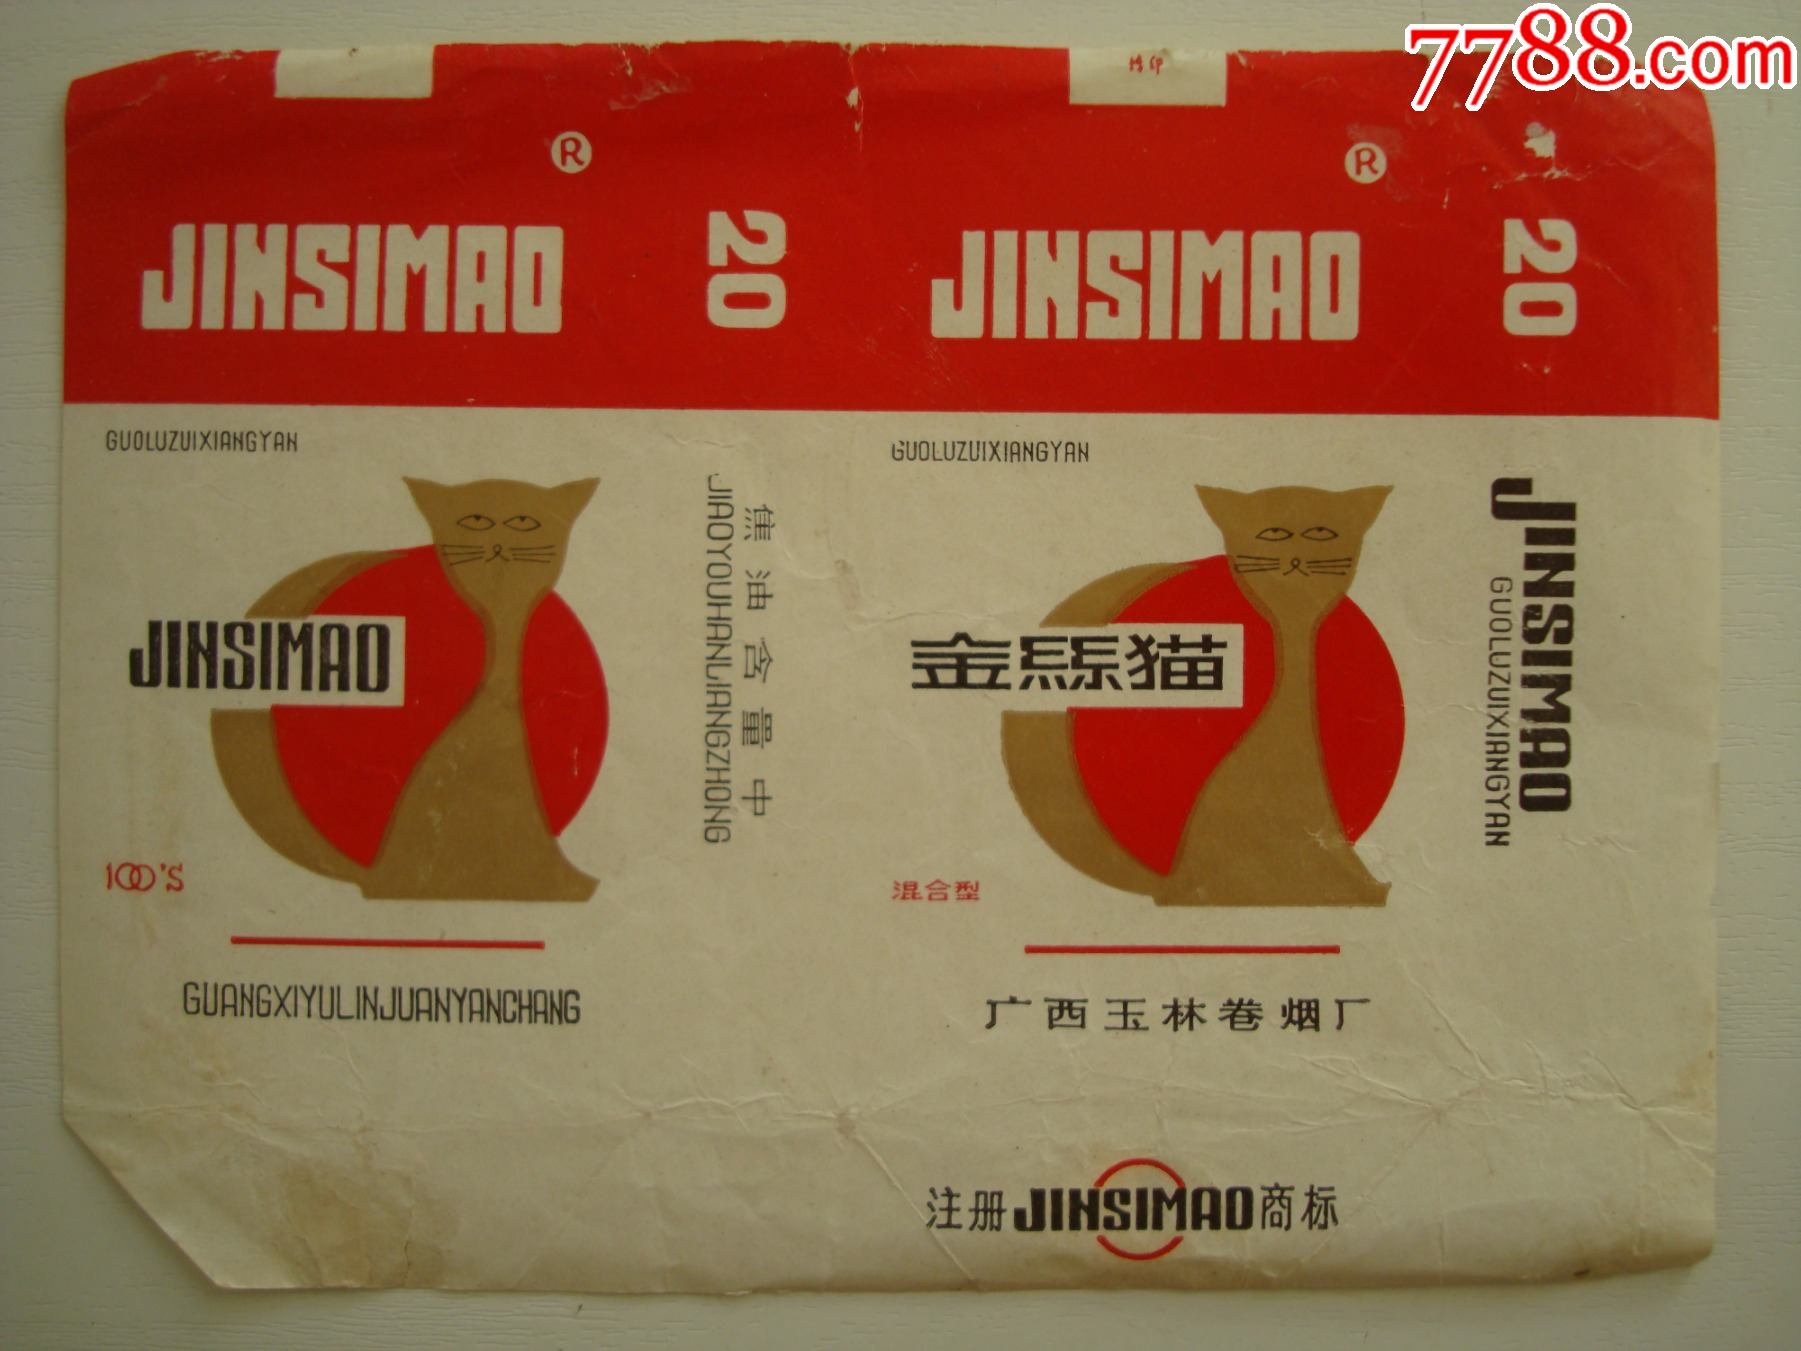 7788.com
R
JINSIMAO
20
R
JINSIMAO
20
GUOLUZUIXIANGYAN
JINSIMAO
100'S
GUANGXIYULINJUANYANCHANG
焦油含量中
JIAOYOUHANLIANGZHONG
GUOLUZUIXIANGYAN
金絲猫
混合型
广西玉林卷烟厂
JINSIMAO
GUOLUZUIXIANGYAN
注册JINSIMAO商标